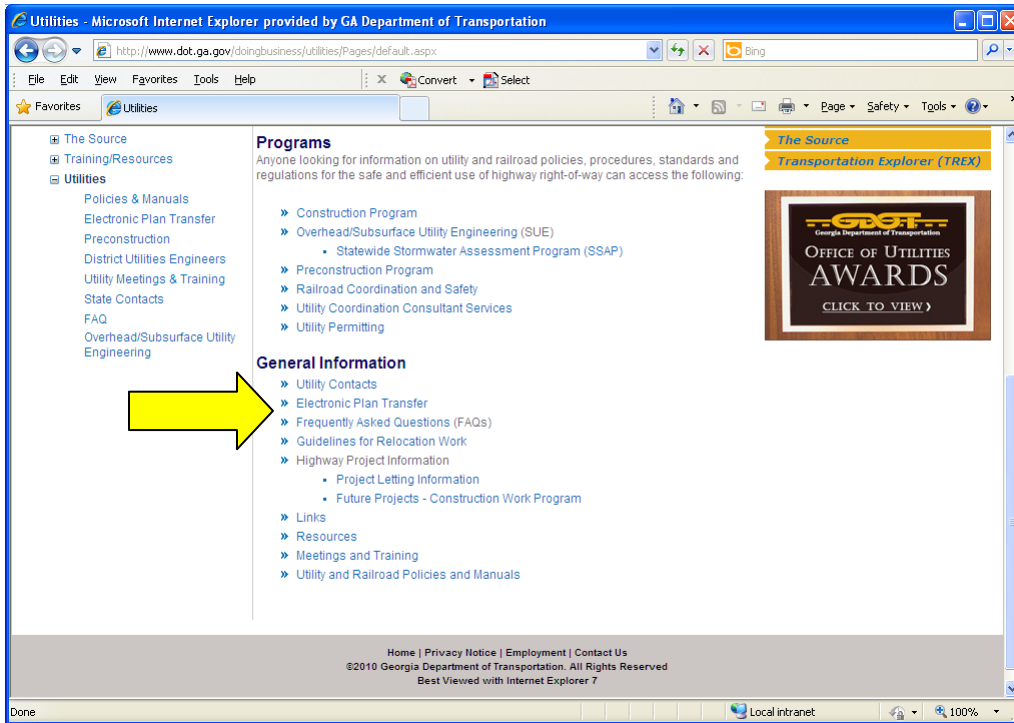 Utilities - Microsoft Internet Explorer provided by GA Department of Transportation
http://www.dot.ga.gov/doingbusiness/utilities/Pages/default.aspx
Bing
File Edit View Favorites Tools Help
Convert Select
Favorites Utilities
Page Safety Tools
The Source
Training/Resources
Utilities
Policies & Manuals
Electronic Plan Transfer
Preconstruction
District Utilities Engineers
Utility Meetings & Training
State Contacts
FAQ
Overhead/Subsurface Utility
Engineering
Programs
Anyone looking for information on utility and railroad policies, procedures, standards and
regulations for the safe and efficient use of highway right-of-way can access the following:
» Construction Program
» Overhead/Subsurface Utility Engineering (SUE)
• Statewide Stormwater Assessment Program (SSAP)
» Preconstruction Program
» Railroad Coordination and Safety
» Utility Coordination Consultant Services
» Utility Permitting
General Information
» Utility Contacts
» Electronic Plan Transfer
» Frequently Asked Questions (FAQs)
» Guidelines for Relocation Work
» Highway Project Information
• Project Letting Information
• Future Projects - Construction Work Program
» Links
» Resources
» Meetings and Training
» Utility and Railroad Policies and Manuals
The Source
Transportation Explorer (TREX)
GDOT
Georgia Department of Transportation
OFFICE OF UTILITIES
AWARDS
CLICK TO VIEW ❯
Home | Privacy Notice | Employment | Contact Us
©2010 Georgia Department of Transportation. All Rights Reserved
Best Viewed with Internet Explorer 7
Done
Local intranet
100%